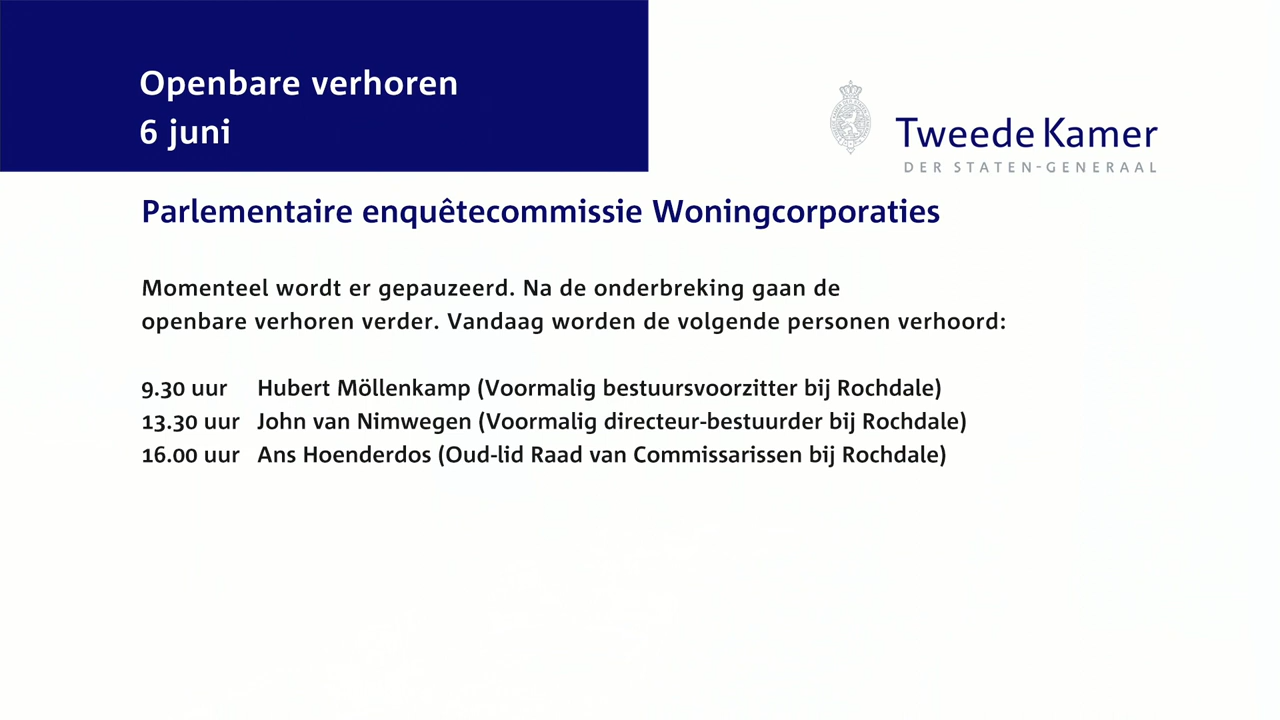 Openbare verhoren
6 juni
Tweede Kamer
DER STATEN-GENERAAL
Parlementaire enquêtecommissie Woningcorporaties
Momenteel wordt er gepauzeerd. Na de onderbreking gaan de
openbare verhoren verder. Vandaag worden de volgende personen verhoord:
9.30 uur Hubert Möllenkamp (Voormalig bestuursvoorzitter bij Rochdale)
13.30 uur John van Nimwegen (Voormalig directeur-bestuurder bij Rochdale)
16.00 uur Ans Hoenderdos (Oud-lid Raad van Commissarissen bij Rochdale)